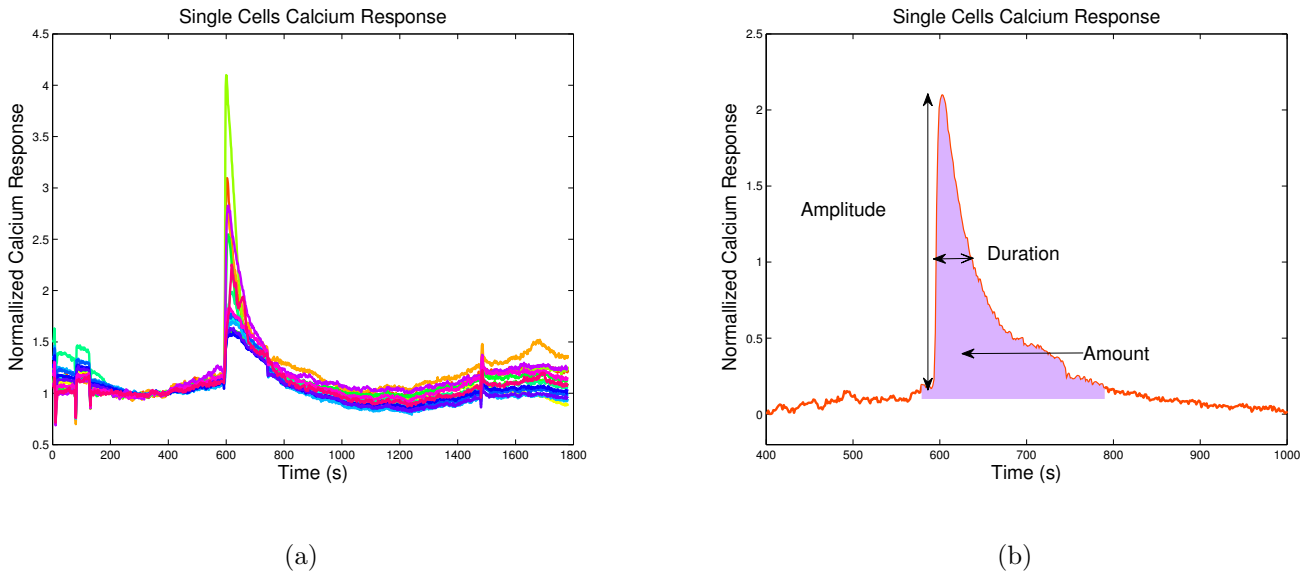 Single Cells Calcium Response
Normallized Calcium Response
4.5
4
3.5
3
2.5
2
1.5
1
0.5
0 200 400 600 800 1000 1200 1400 1600 1800
Time (s)
(a)
Single Cells Calcium Response
Normallized Calcium Response
2.5
2
1.5
1
0.5
0
Amplitude
Duration
Amount
400 500 600 700 800 900 1000
Time (s)
(b)